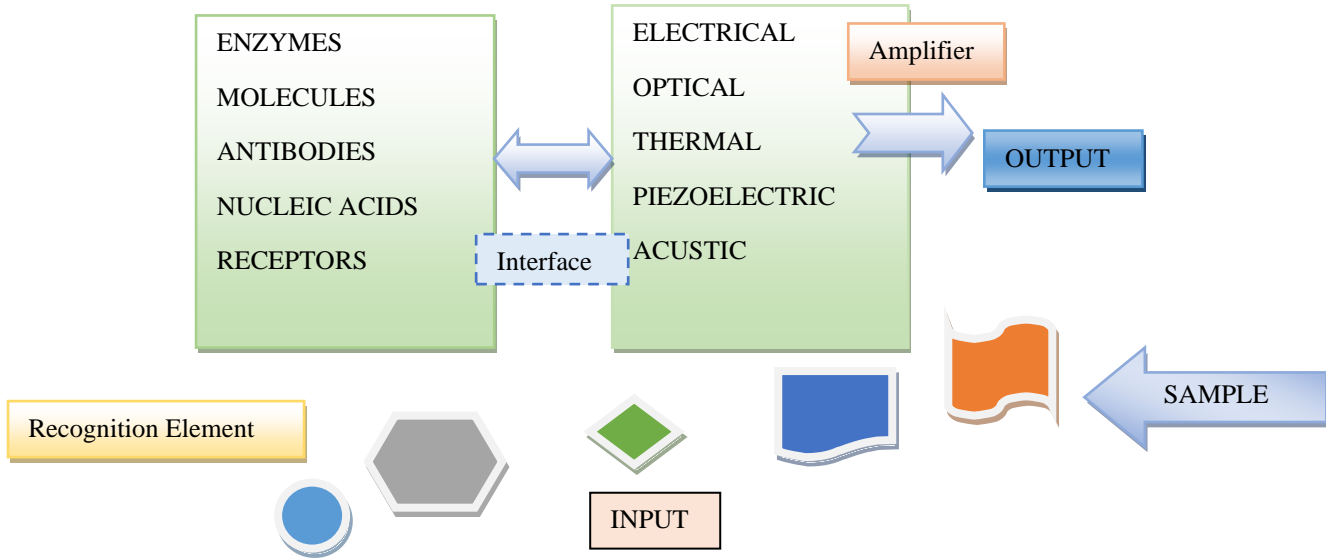 ENZYMES
MOLECULES
ANTIBODIES
NUCLEIC ACIDS
RECEPTORS
Interface
ELECTRICAL
OPTICAL
THERMAL
PIEZOELECTRIC
ACUSTIC
Amplifier
OUTPUT
SAMPLE
Recognition Element
INPUT